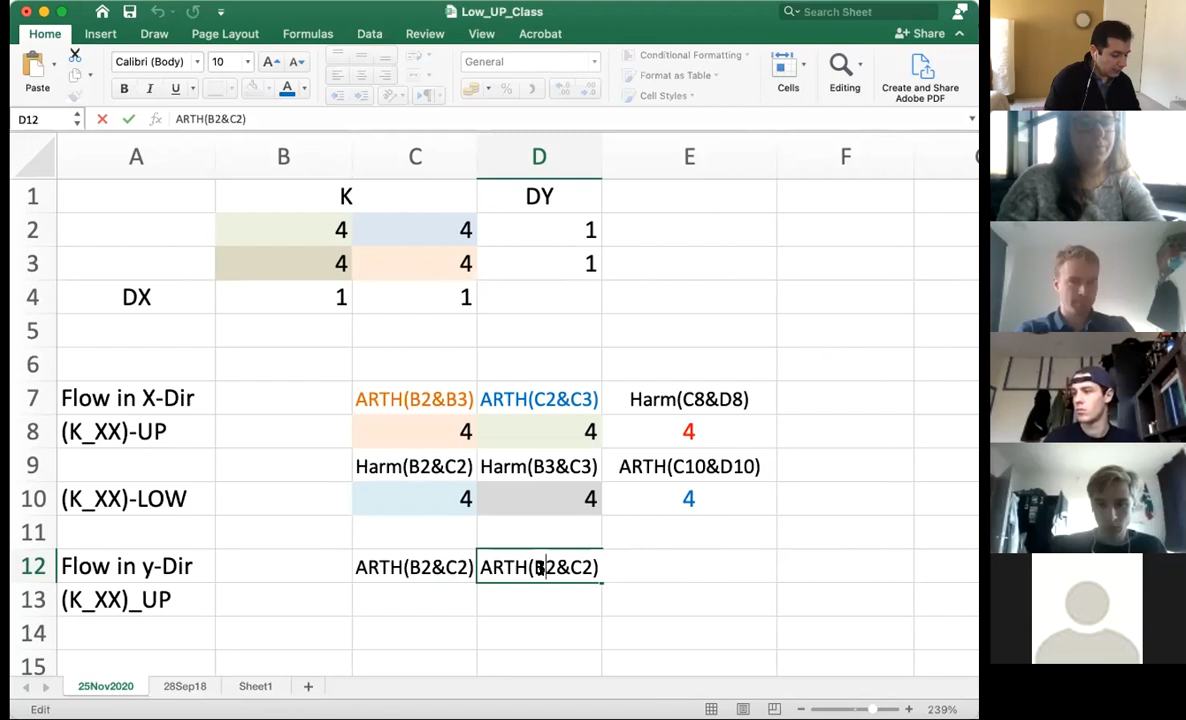 Low_UP_Class
Search Sheet
Home Insert Draw Page Layout Formulas Data Review View Acrobat
Share
Paste
Calibri (Body) 10
A A
B I U A
General
%
Conditional Formatting
Format as Table
Cell Styles
Cells
Editing
Create and Share
Adobe PDF
D12 fx ARTH(B2&C2)
A B C D E F
1 K DY
2 4 4 1
3 4 4 1
4 DX 1 1
5
6
7 Flow in X-Dir ARTH(B2&B3) ARTH(C2&C3) Harm(C8&D8)
8 (K_XX)-UP 4 4 4
9 Harm(B2&C2) Harm(B3&C3) ARTH(C10&D10)
10 (K_XX)-LOW 4 4 4
11
12 Flow in y-Dir ARTH(B2&C2) ARTH(B2&C2)
13 (K_XX)_UP
14
15
25Nov2020 28Sep18 Sheet1 +
Edit
239%